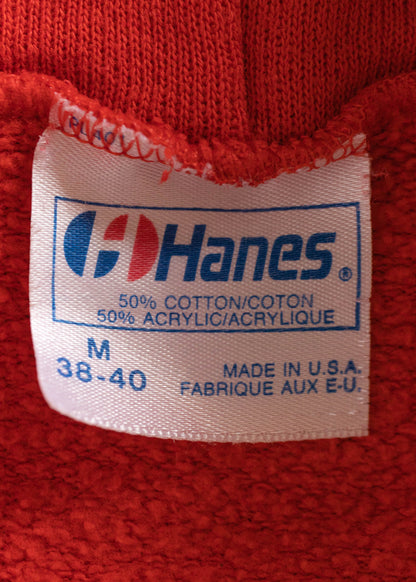 Hanes®
50% COTTON/COTON
50% ACRYLIC/ACRYLIQUE
M
38-40
MADE IN U.S.A.
FABRIQUE AUX E-U.